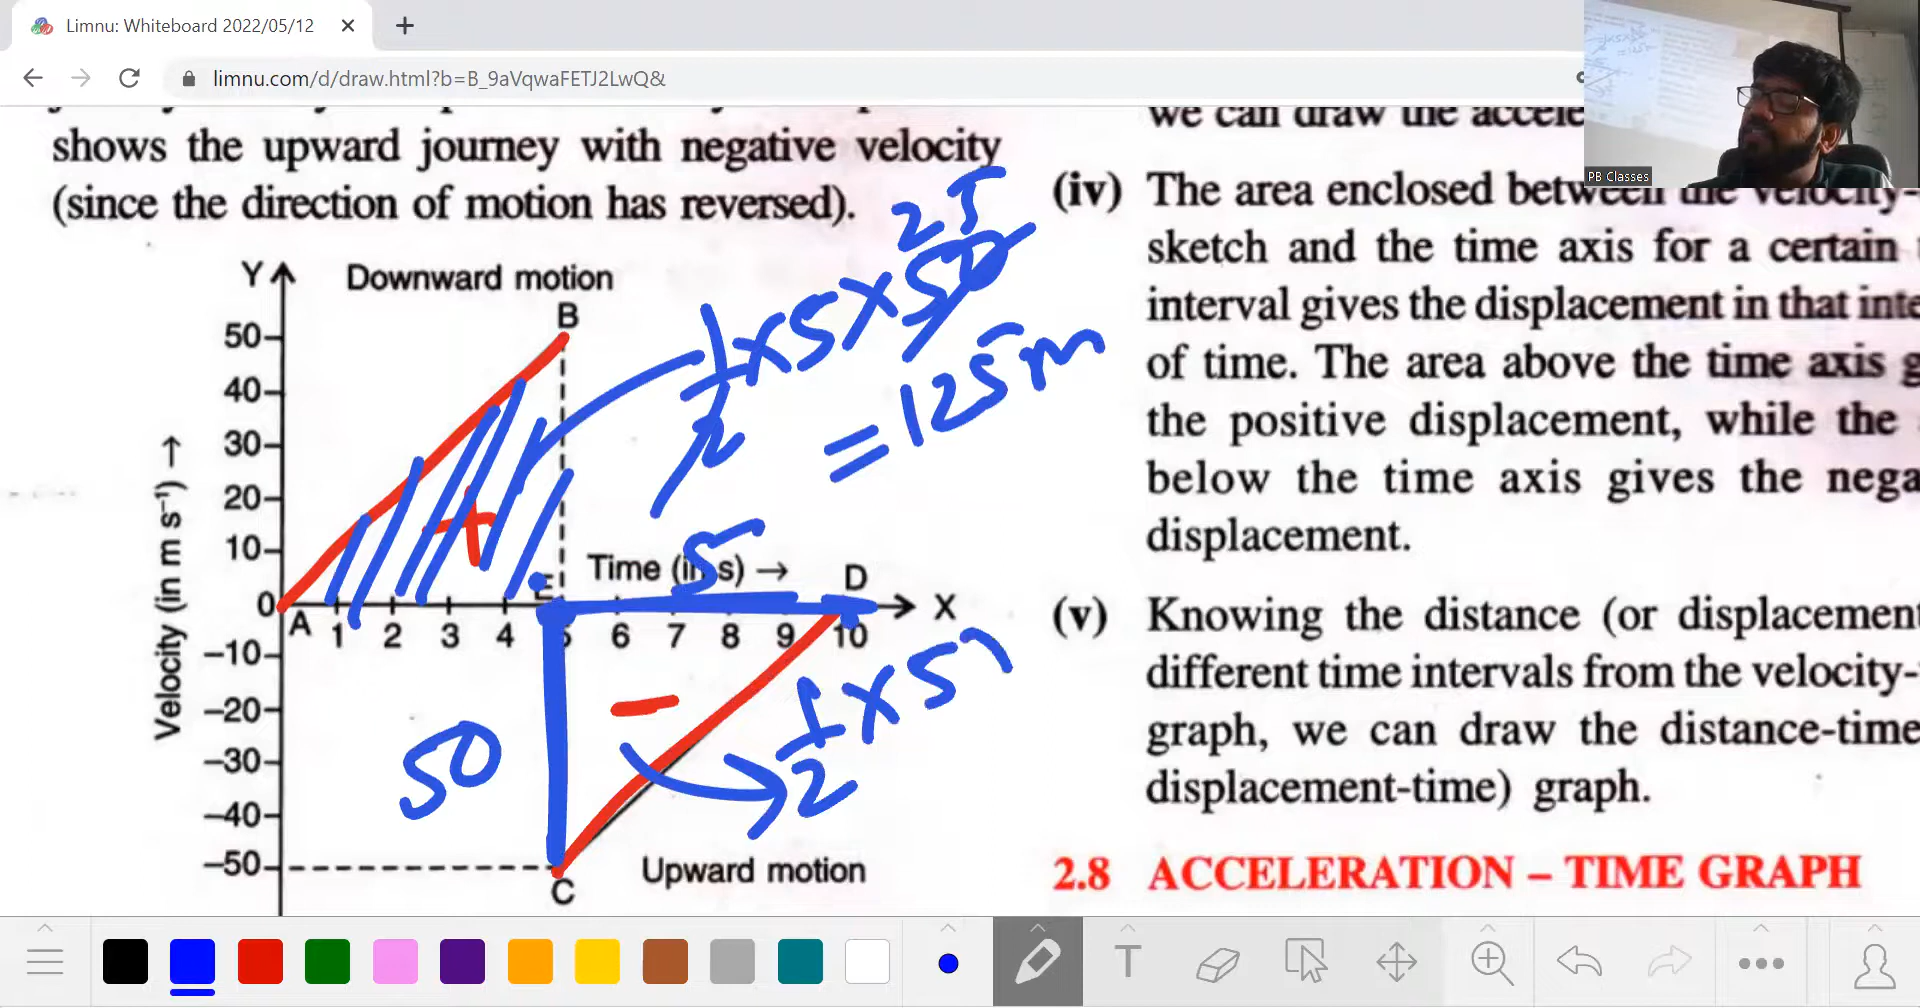 Limnu: Whiteboard 2022/05/12
limnu.com/d/draw.html?b=B_9aVqwaFETJ2LwQ&
PB Classes
shows the upward journey with negative velocity
(since the direction of motion has reversed).
Y Downward motion
B
50
40
30
20
10
0
A
1 2 3 4 5 6 7 8 9 10
E
Time (in s) →
D
X
-10
-20
-30
-40
-50
C
Upward motion
Velocity (in m s⁻¹) →
1/2 × 5 × 50
25
= 125 m
5
50
1/2 × 5
we can draw the accele
(iv) The area enclosed between the velocity-
sketch and the time axis for a certain
interval gives the displacement in that inte
of time. The area above the time axis g
the positive displacement, while the
below the time axis gives the nega
displacement.
(v) Knowing the distance (or displacement
different time intervals from the velocity-
graph, we can draw the distance-time
displacement-time) graph.
2.8 ACCELERATION – TIME GRAPH
T